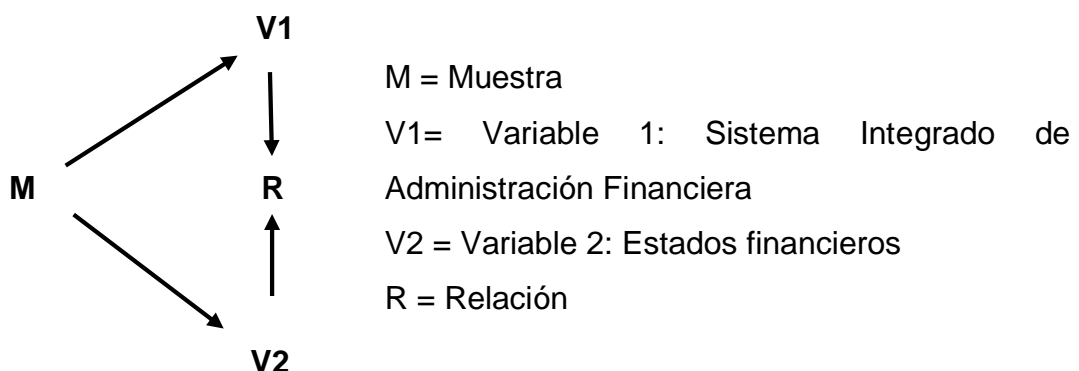 V1
M = Muestra
V1= Variable 1: Sistema Integrado de
M R Administración Financiera
V2 = Variable 2: Estados financieros
R = Relación
V2